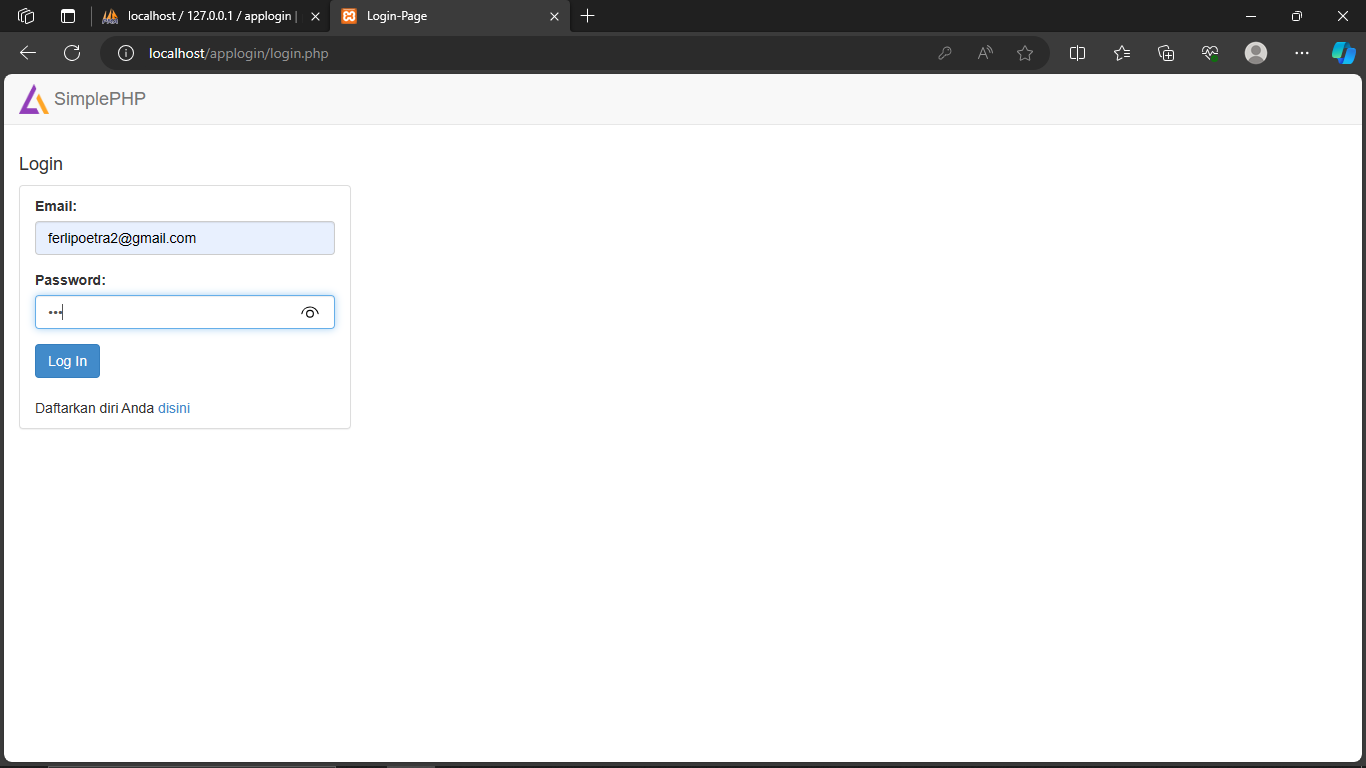 localhost / 127.0.0.1 / applogin |
Login-Page
localhost/applogin/login.php
SimplePHP
Login
Email:
ferlipoetra2@gmail.com
Password:
•••
Log In
Daftarkan diri Anda disini